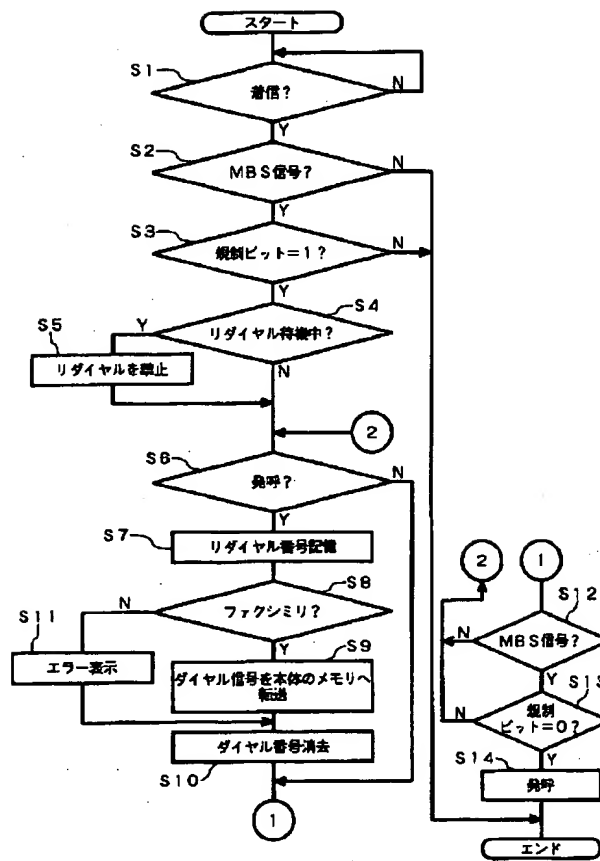 スタート
S1
着信?
N
Y
S2
MBS信号?
N
Y
S3
規制ビット=1?
N
Y
S4
リダイヤル待機中?
Y
N
S5
リダイヤルを禁止
2
S6
発呼?
N
Y
S7
リダイヤル番号記憶
S8
ファクシミリ?
N
Y
S11
エラー表示
S9
ダイヤル信号を本体のメモリへ
転送
ダイヤル番号消去
S10
1
2
1
S12
MBS信号?
N
Y
S13
規制
ビット=0?
N
Y
S14
発呼
エンド